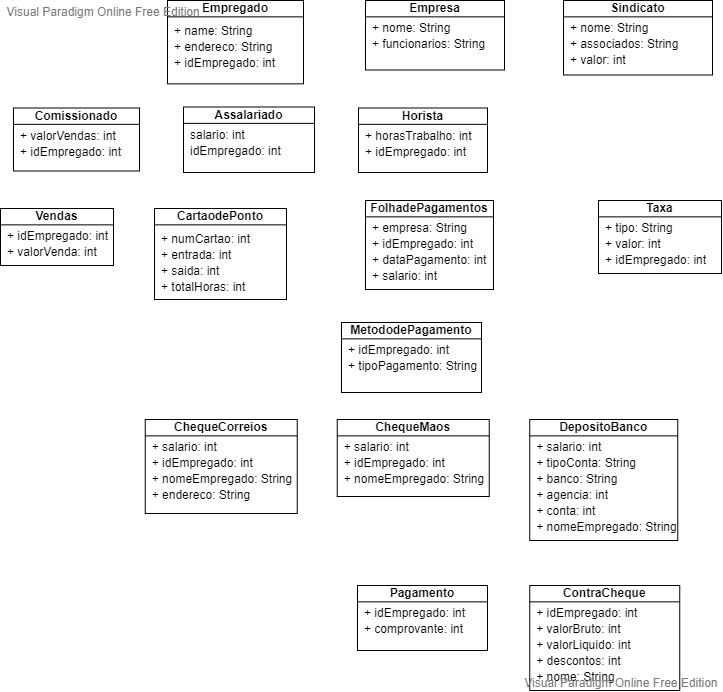 Visual Paradigm Online Free Edition
Empregado
+ name: String
+ endereco: String
+ idEmpregado: int
Empresa
+ nome: String
+ funcionarios: String
Sindicato
+ nome: String
+ associados: String
+ valor: int
Comissionado
+ valorVendas: int
+ idEmpregado: int
Assalariado
salario: int
idEmpregado: int
Horista
+ horasTrabalho: int
+ idEmpregado: int
Vendas
+ idEmpregado: int
+ valorVenda: int
CartaodePonto
+ numCartao: int
+ entrada: int
+ saida: int
+ totalHoras: int
FolhadePagamentos
+ empresa: String
+ idEmpregado: int
+ dataPagamento: int
+ salario: int
Taxa
+ tipo: String
+ valor: int
+ idEmpregado: int
MetododePagamento
+ idEmpregado: int
+ tipoPagamento: String
ChequeCorreios
+ salario: int
+ idEmpregado: int
+ nomeEmpregado: String
+ endereco: String
ChequeMaos
+ salario: int
+ idEmpregado: int
+ nomeEmpregado: String
DepositoBanco
+ salario: int
+ tipoConta: String
+ banco: String
+ agencia: int
+ conta: int
+ nomeEmpregado: String
Pagamento
+ idEmpregado: int
+ comprovante: int
ContraCheque
+ idEmpregado: int
+ valorBruto: int
+ valorLiquido: int
+ descontos: int
+ nome: String
Visual Paradigm Online Free Edition